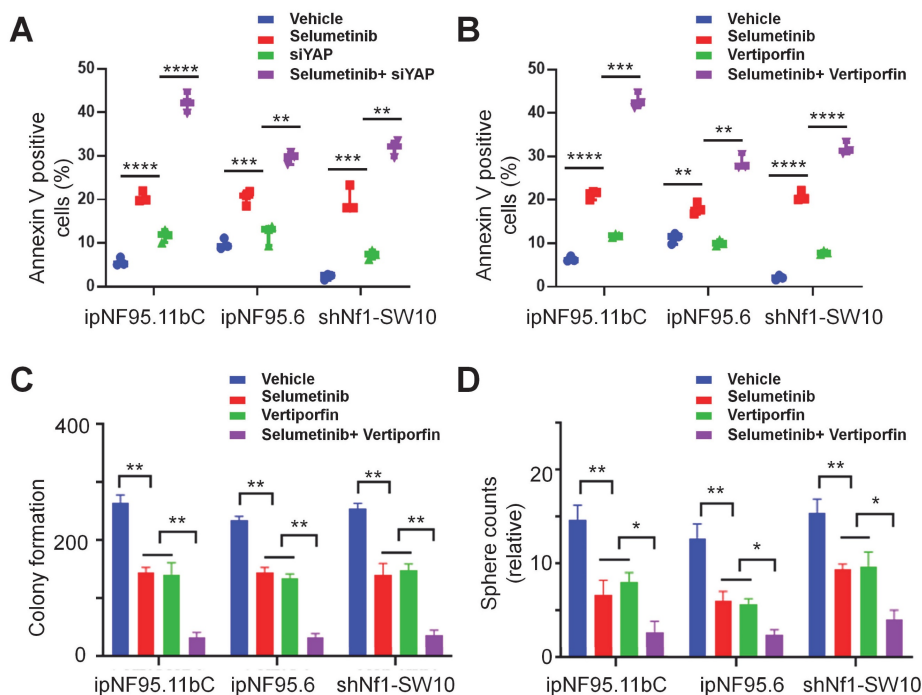 A
Vehicle
Selumetinib
siYAP
Selumetinib+ siYAP
Annexin V positive
cells (%)
50
40
30
20
10
0
****
****
***
**
***
**
ipNF95.11bC
ipNF95.6
shNf1-SW10
B
Vehicle
Selumetinib
Vertiporfin
Selumetinib+ Vertiporfin
Annexin V positive
cells (%)
50
40
30
20
10
0
****
***
**
**
****
****
ipNF95.11bC
ipNF95.6
shNf1-SW10
C
Vehicle
Selumetinib
Vertiporfin
Selumetinib+ Vertiporfin
Colony formation
400
200
0
**
**
**
**
**
**
ipNF95.11bC
ipNF95.6
shNf1-SW10
D
Vehicle
Selumetinib
Vertiporfin
Selumetinib+ Vertiporfin
Sphere counts
(relative)
20
10
0
**
*
**
*
**
*
ipNF95.11bC
ipNF95.6
shNf1-SW10